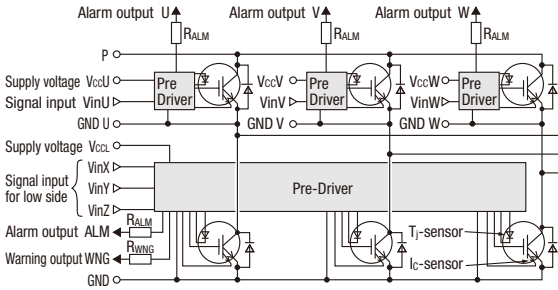 Alarm output U Alarm output V Alarm output W
RALM RALM RALM
P
Supply voltage VccU VccV VccW
Pre Driver Pre Driver Pre Driver
Signal input VinU VinV VinW
GND U GND V GND W
Supply voltage VCCL
Signal input for low side
VinX
VinY
VinZ
Pre-Driver
RALM
Alarm output ALM
RWNG
Warning output WNG
Tj-sensor
IC-sensor
GND